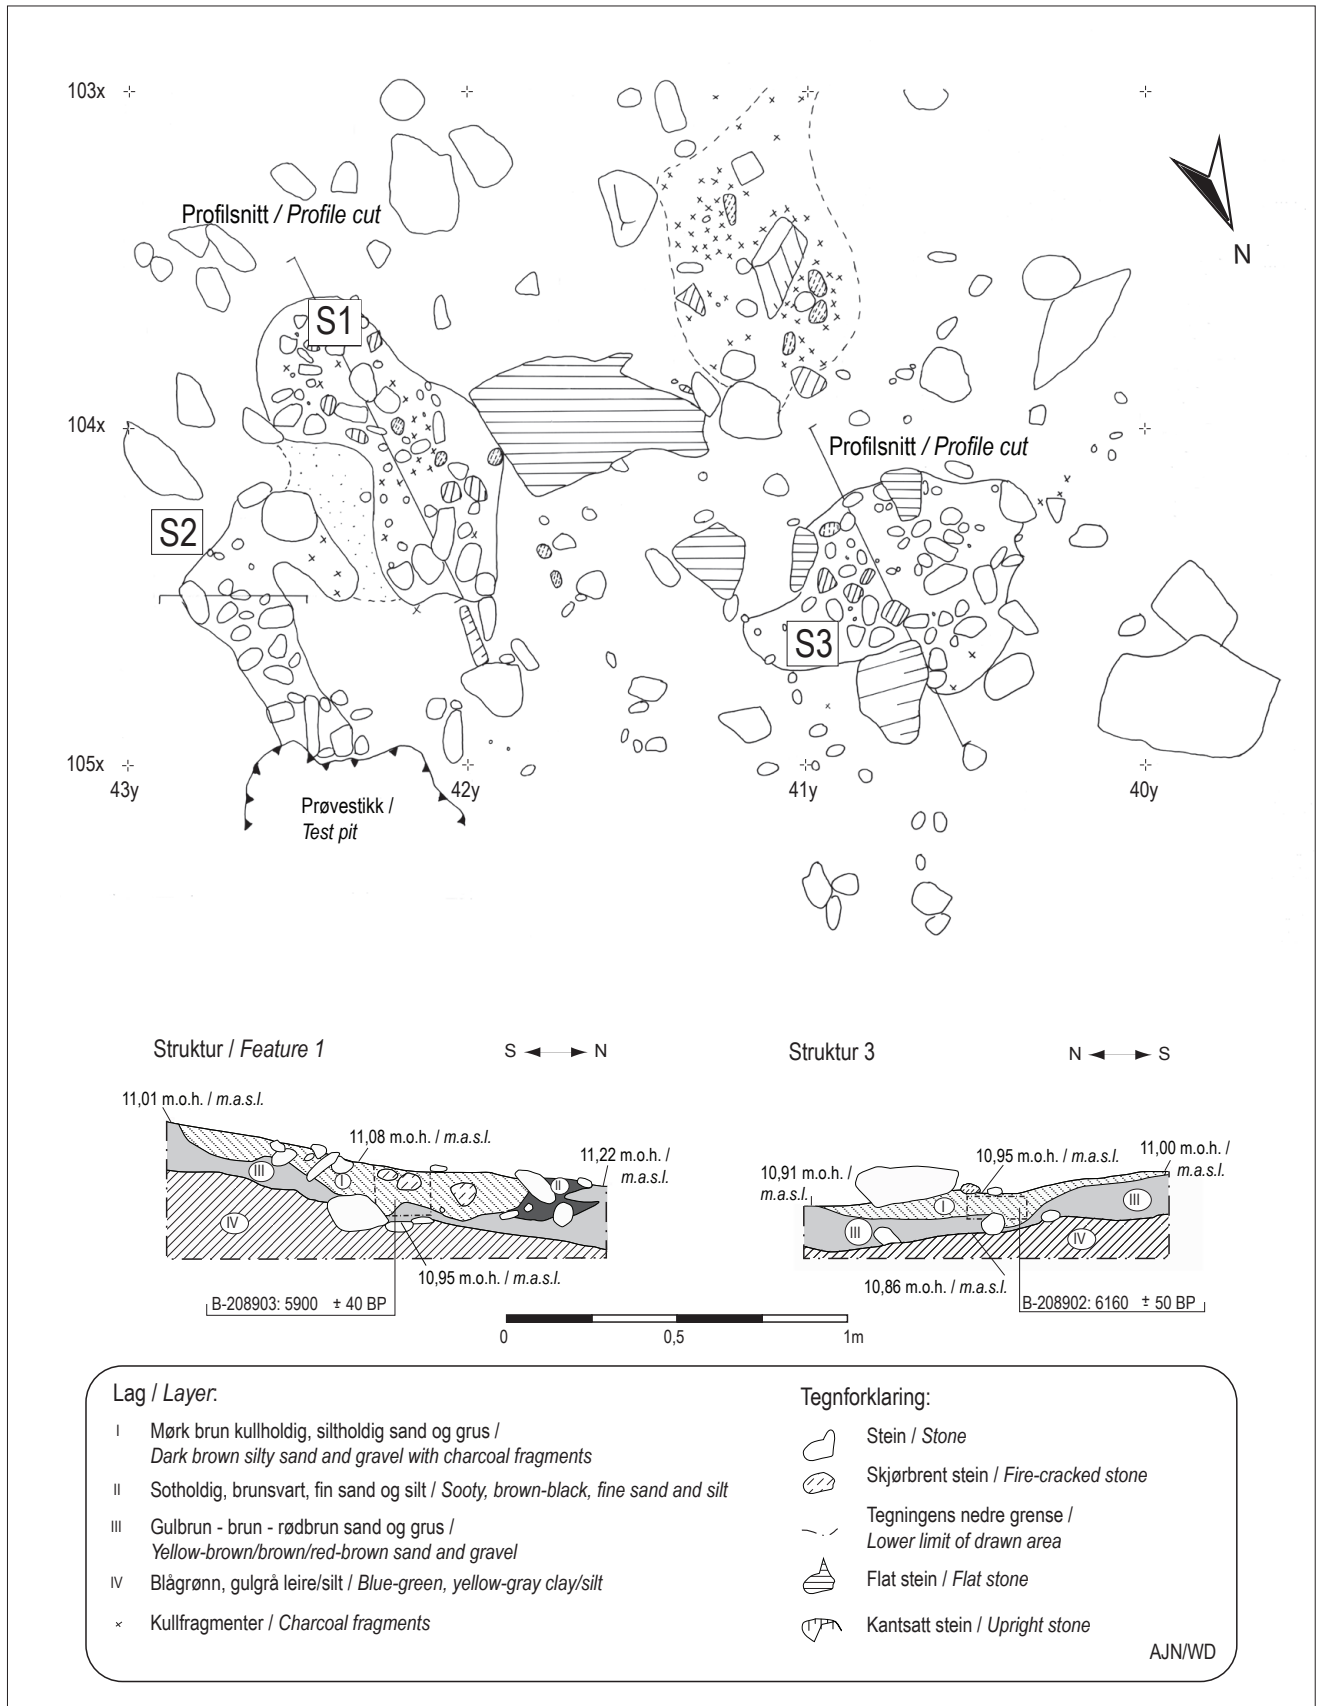 103x
Profilsnitt / Profile cut
N
S1
104x
Profilsnitt / Profile cut
S2
S3
105x
43y
42y
41y
40y
Prøvestikk /
Test pit
Struktur / Feature 1
S N
Struktur 3
N S
11,01 m.o.h. / m.a.s.l.
11,08 m.o.h. / m.a.s.l.
11,22 m.o.h. /
m.a.s.l.
III
I
II
IV
10,95 m.o.h. / m.a.s.l.
B-208903: 5900 ± 40 BP
10,91 m.o.h. /
m.a.s.l.
10,95 m.o.h. / m.a.s.l.
11,00 m.o.h. /
m.a.s.l.
I
III
III
IV
10,86 m.o.h. / m.a.s.l.
B-208902: 6160 ± 50 BP
0 0,5 1m
Lag / Layer:
I Mørk brun kullholdig, siltholdig sand og grus /
Dark brown silty sand and gravel with charcoal fragments
II Sotholdig, brunsvart, fin sand og silt / Sooty, brown-black, fine sand and silt
III Gulbrun - brun - rødbrun sand og grus /
Yellow-brown/brown/red-brown sand and gravel
IV Blågrønn, gulgrå leire/silt / Blue-green, yellow-gray clay/silt
x Kullfragmenter / Charcoal fragments
Tegnforklaring:
Stein / Stone
Skjørbrent stein / Fire-cracked stone
Tegningens nedre grense /
Lower limit of drawn area
Flat stein / Flat stone
Kantsatt stein / Upright stone
AJN/WD